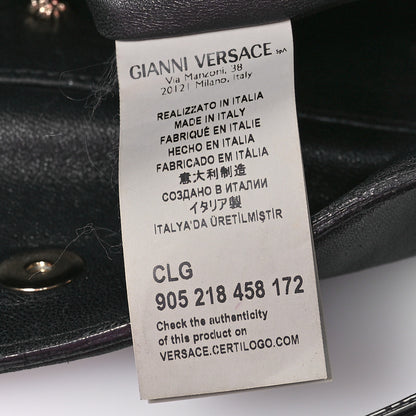 GIANNI VERSACE SpA
Via Manzoni, 38
20121 Milano, Italy
REALIZZATO IN ITALIA
MADE IN ITALY
FABRIQUÉ EN ITALIE
HECHO EN ITALIA
FABRICADO EM ITÁLIA
意大利制造
СОЗДАНО В ИТАЛИИ
イタリア製
İTALYA'DA ÜRETİLMİŞTİR
CLG
905 218 458 172
Check the authenticity
of this product on
VERSACE.CERTILOGO.COM